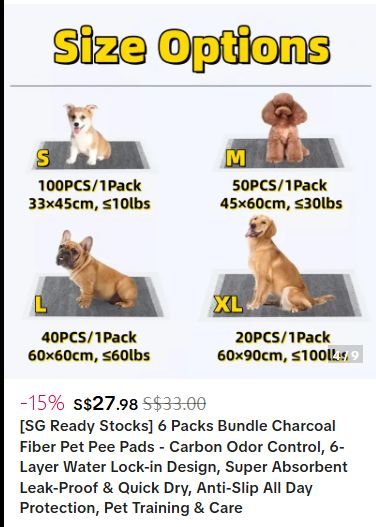 Size Options
S
M
100PCS/1Pack
33×45cm, ≤10lbs
50PCS/1Pack
45×60cm, ≤30lbs
L
XL
40PCS/1Pack
60×60cm, ≤60lbs
20PCS/1Pack
60×90cm, ≤100lbs
/9
-15% S$27.98 S$33.00
[SG Ready Stocks] 6 Packs Bundle Charcoal
Fiber Pet Pee Pads - Carbon Odor Control, 6-
Layer Water Lock-in Design, Super Absorbent
Leak-Proof & Quick Dry, Anti-Slip All Day
Protection, Pet Training & Care